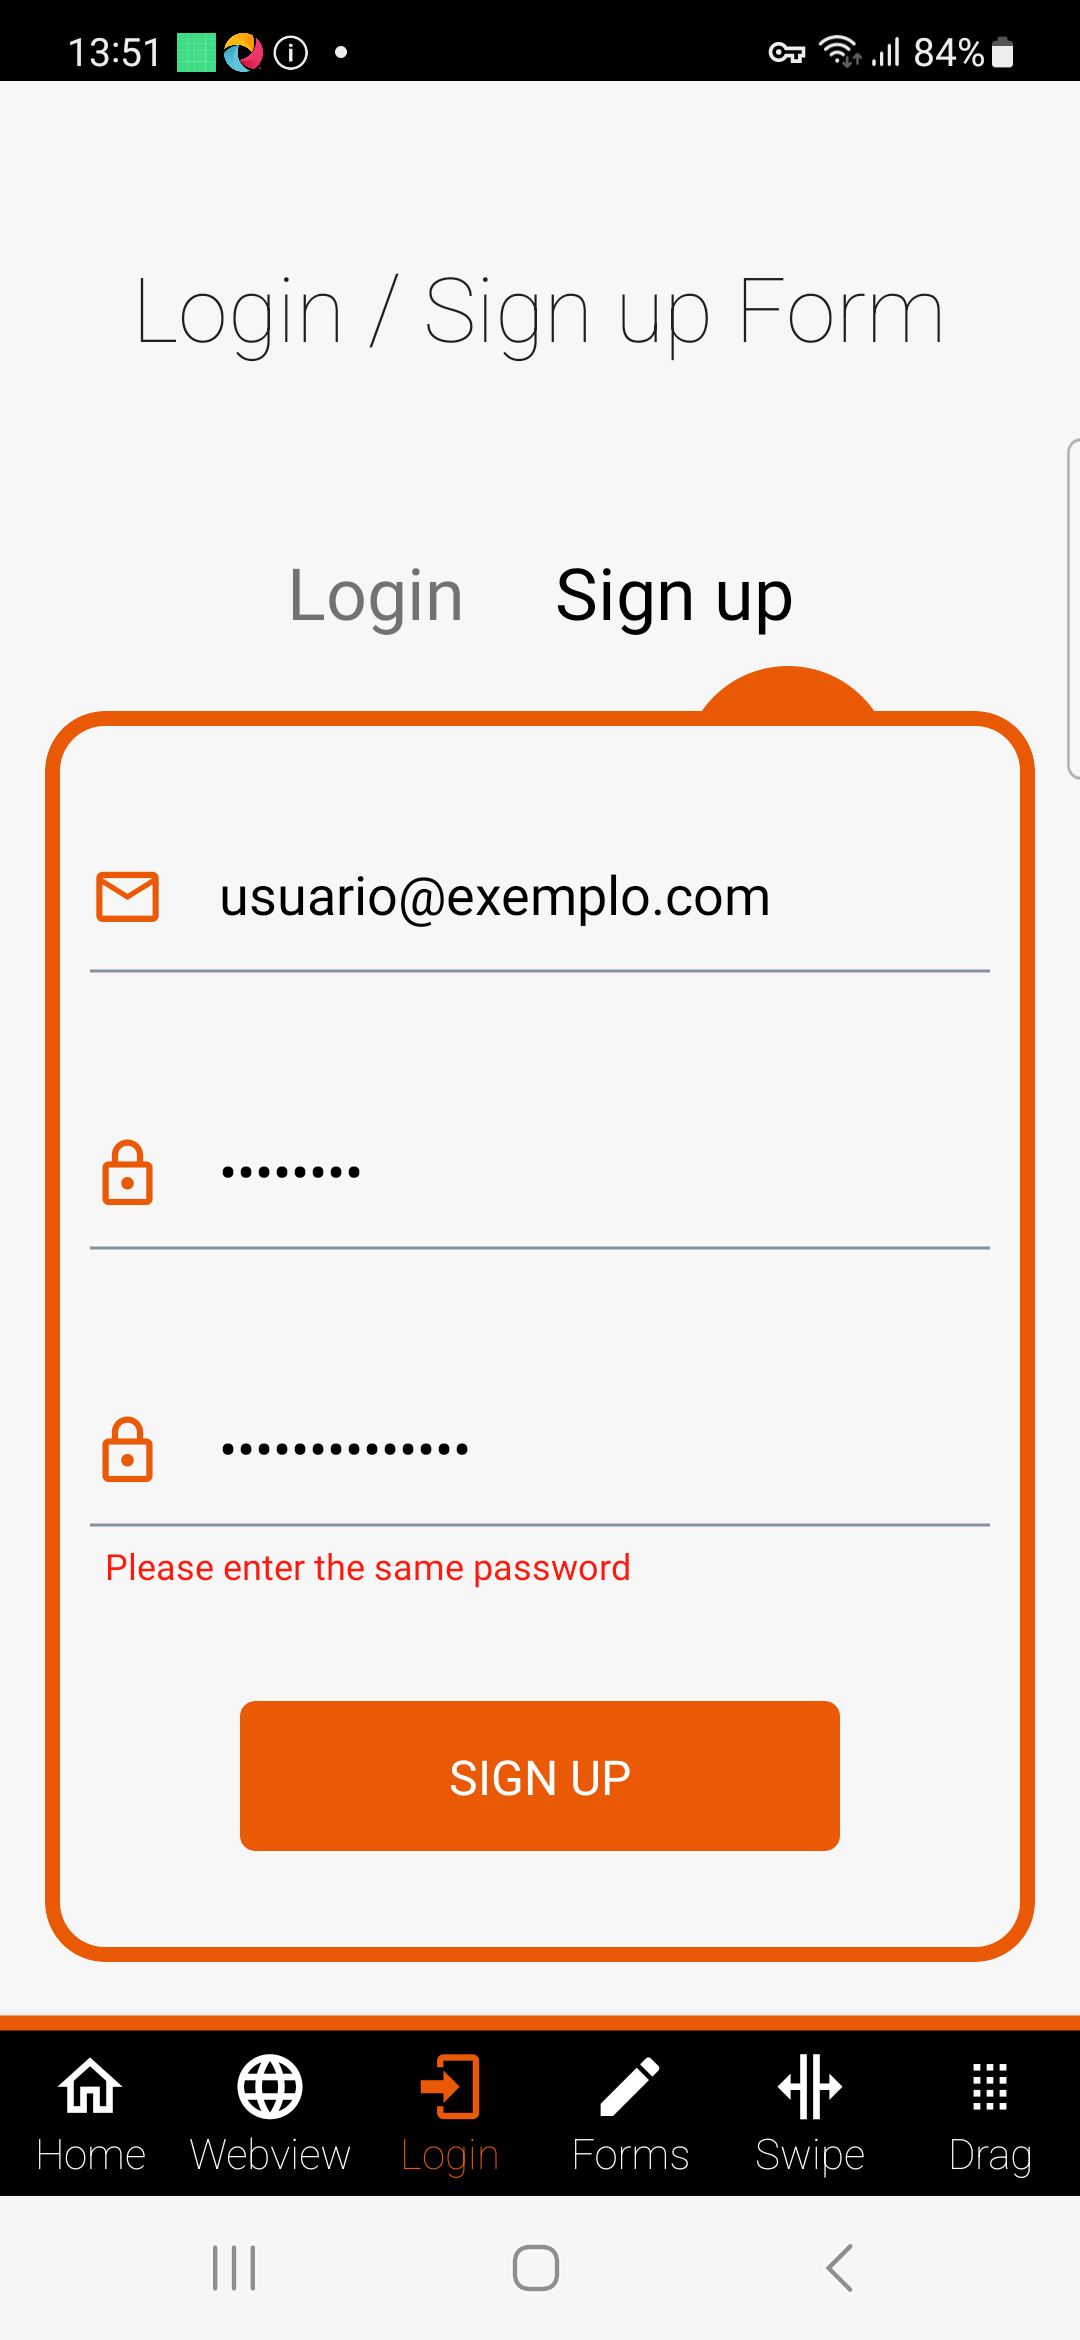 13:51 84%
Login / Sign up Form
Login Sign up
usuario@exemplo.com
••••••••
••••••••••••••
Please enter the same password
SIGN UP
Home Webview Login Forms Swipe Drag